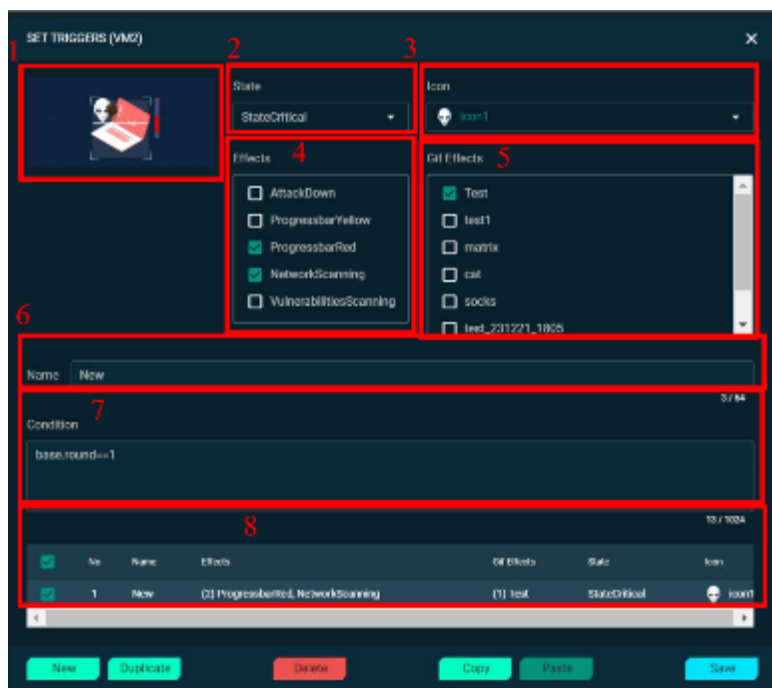 SET TRIGGERS (VM2)
1
2
3
State
Icon
StateCritical
icon1
Effects
4
Gif Effects
5
AttackDown
Test
ProgressbarYellow
test1
ProgressbarRed
matrix
NetworkScanning
cat
VulnerabilitiesScanning
socks
test_231221_1805
6
Name New
3 / 64
7
Condition
base.round==1
13 / 1024
8
No Name Effects Gif Effects State Icon
1 New (2) ProgressbarRed, NetworkScanning (1) Test StateCritical icon1
New Duplicate Delete Copy Paste Save